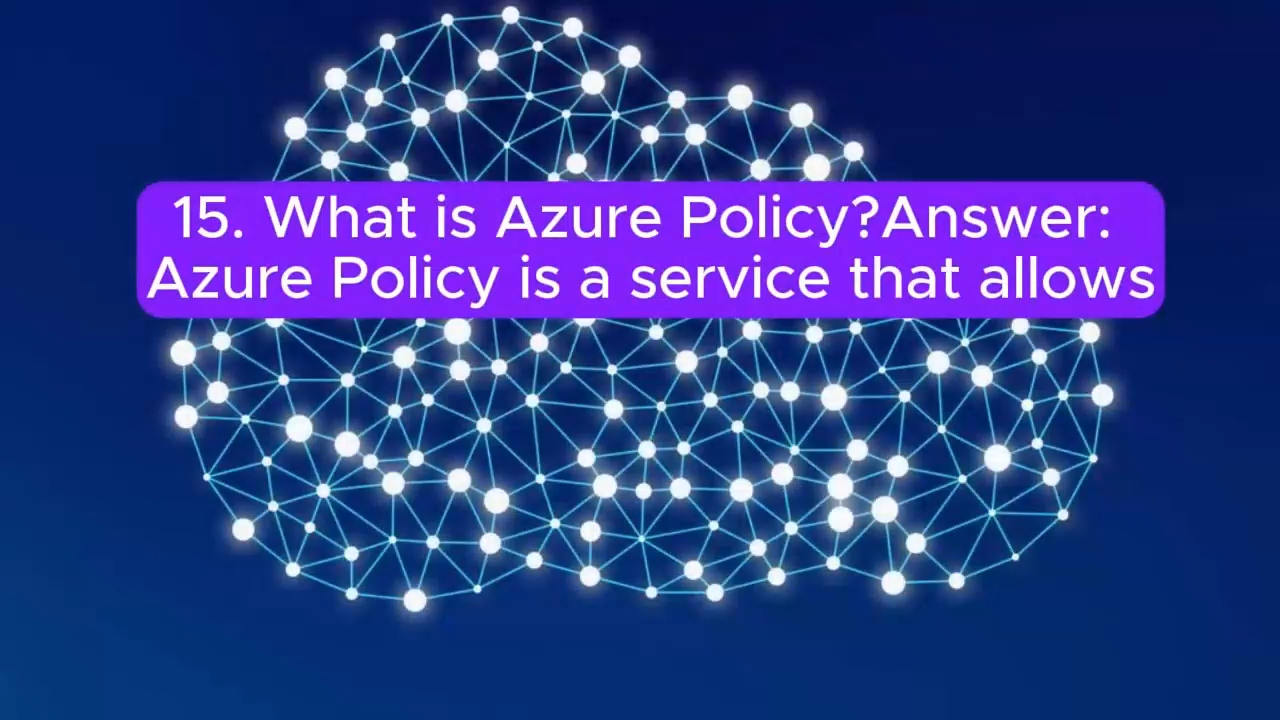 15. What is Azure Policy?Answer:
Azure Policy is a service that allows